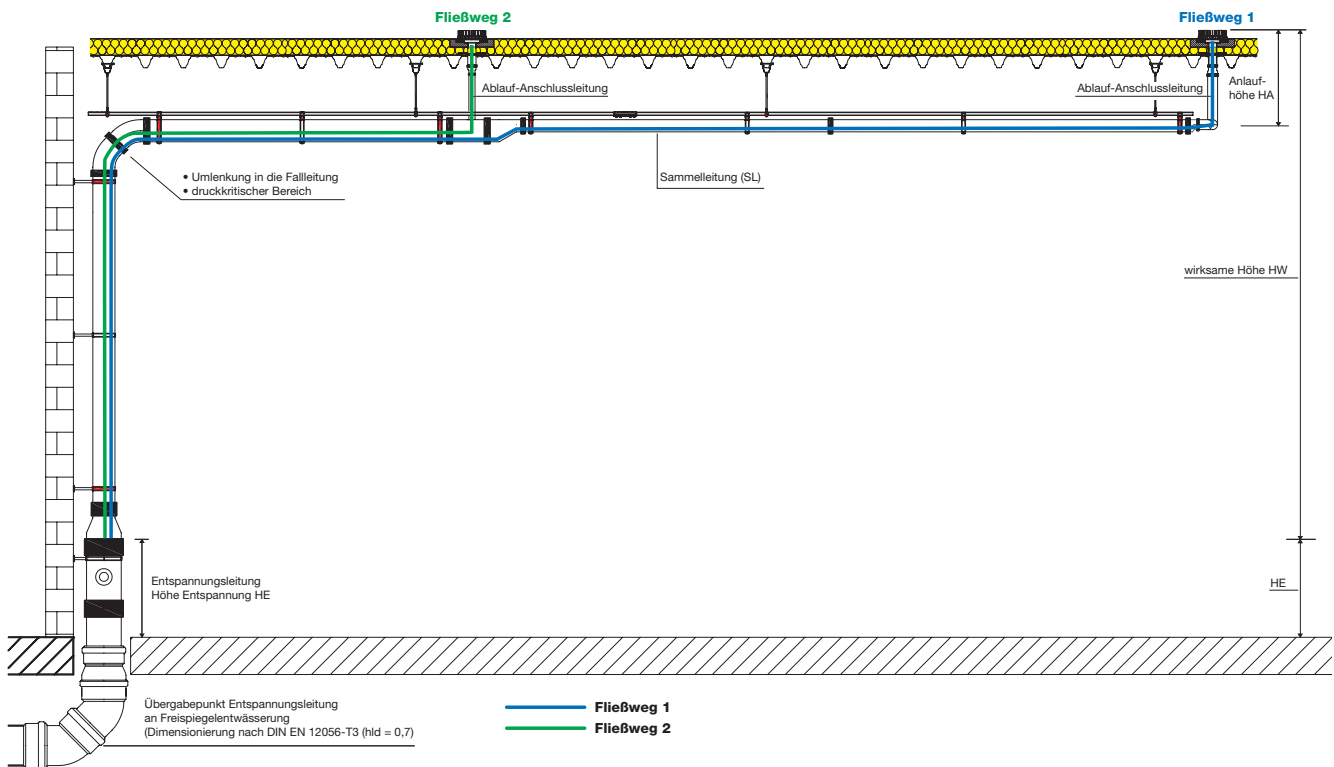 Fließweg 2
Fließweg 1
Ablauf-Anschlussleitung
Ablauf-Anschlussleitung
Anlauf-
höhe HA
• Umlenkung in die Fallleitung
• druckkritischer Bereich
Sammelleitung (SL)
wirksame Höhe HW
Entspannungsleitung
Höhe Entspannung HE
HE
Übergabepunkt Entspannungsleitung
an Freispiegelentwässerung
(Dimensionierung nach DIN EN 12056-T3 (hld = 0,7)
Fließweg 1
Fließweg 2